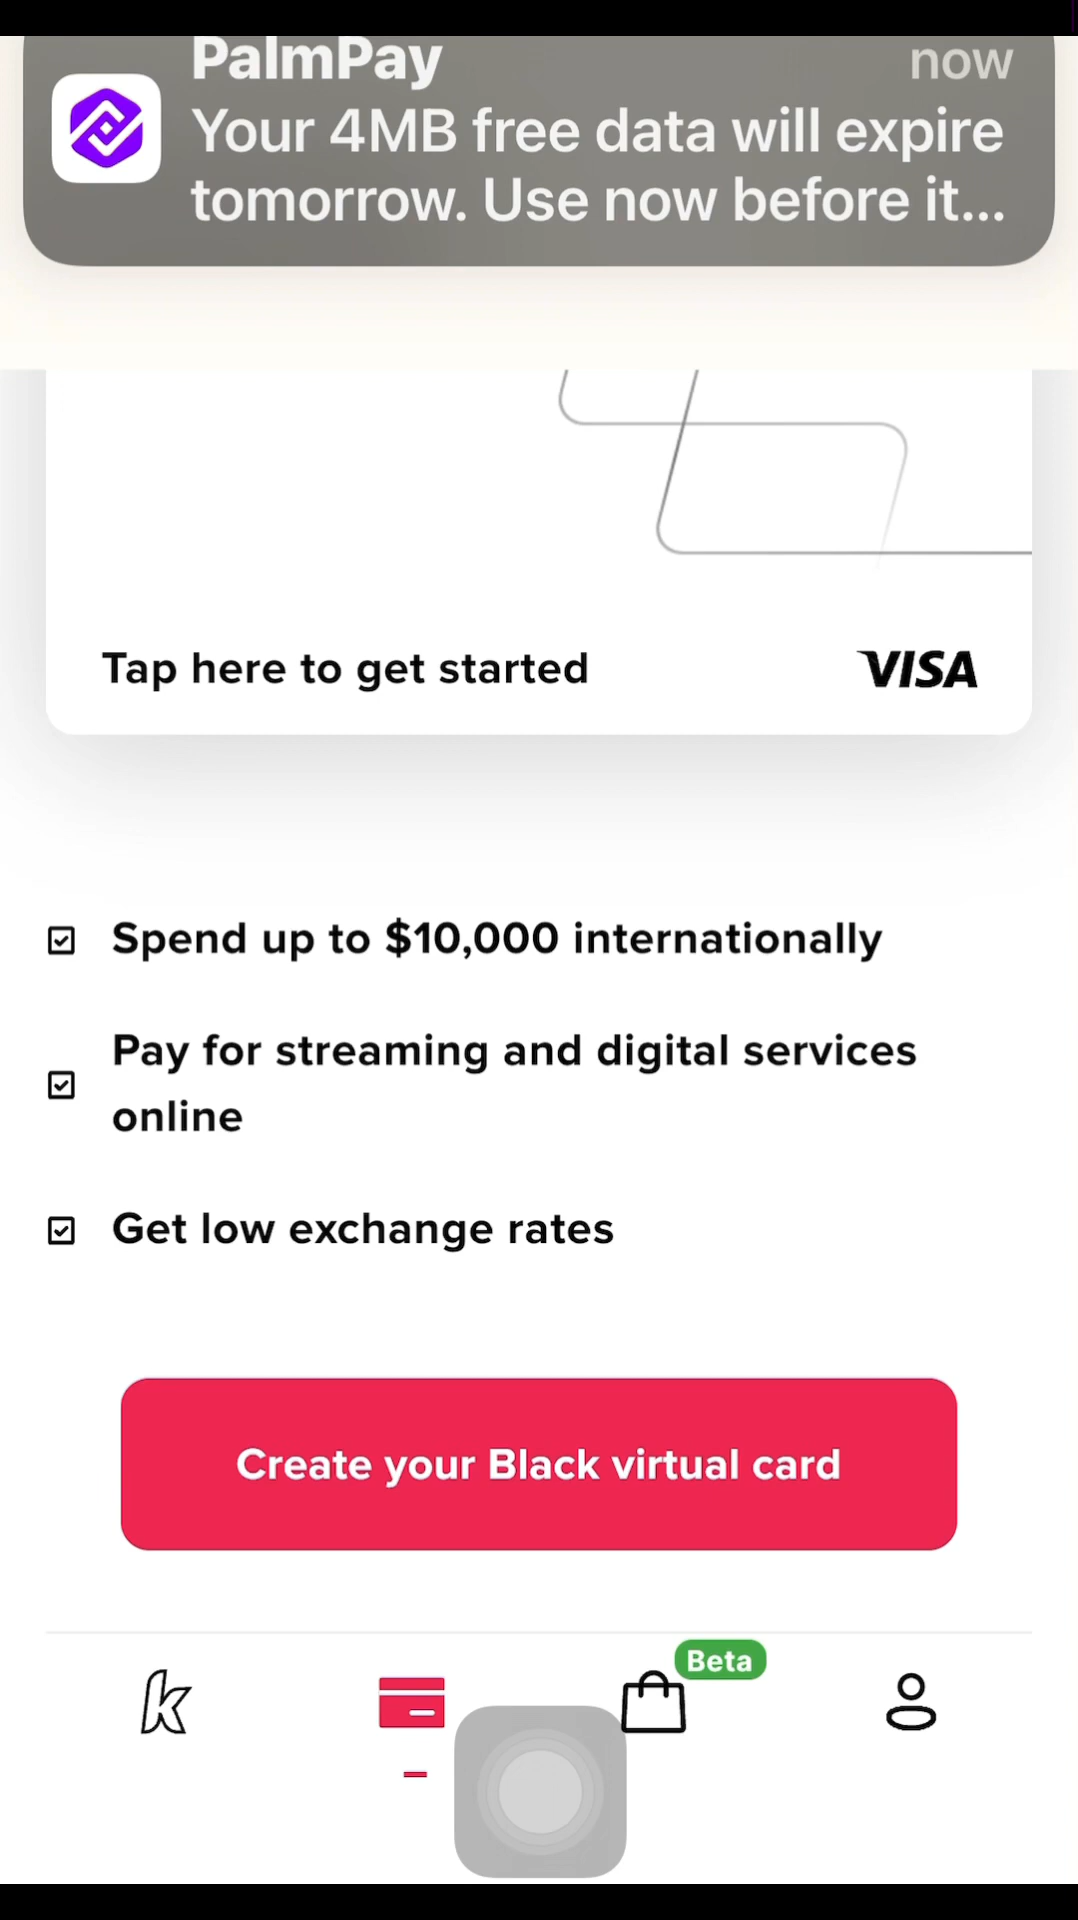 PalmPay
now
Your 4MB free data will expire
tomorrow. Use now before it...
Tap here to get started
VISA
Spend up to $10,000 internationally
Pay for streaming and digital services
online
Get low exchange rates
Create your Black virtual card
Beta
k